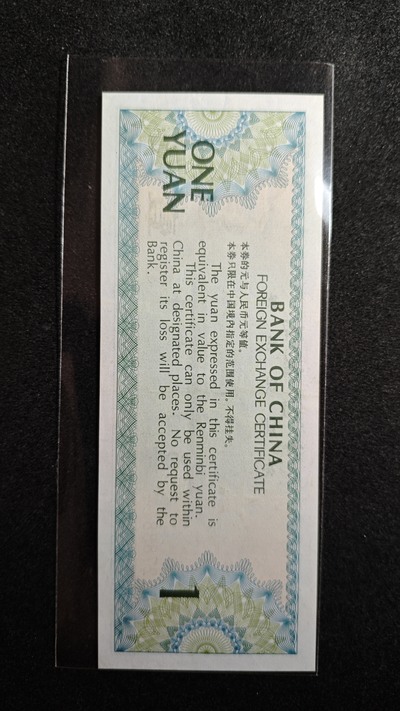 BANK OF CHINA
FOREIGN EXCHANGE CERTIFICATE
本券的元与人民币元等值。
本券只限在中国境内指定的范围使用，不得挂失。
The yuan expressed in this certificate is
equivalent in value to the Renminbi yuan.
This certificate can only be used within
China at designated places. No request to
register its loss will be accepted by the
Bank.
ONE
YUAN
1